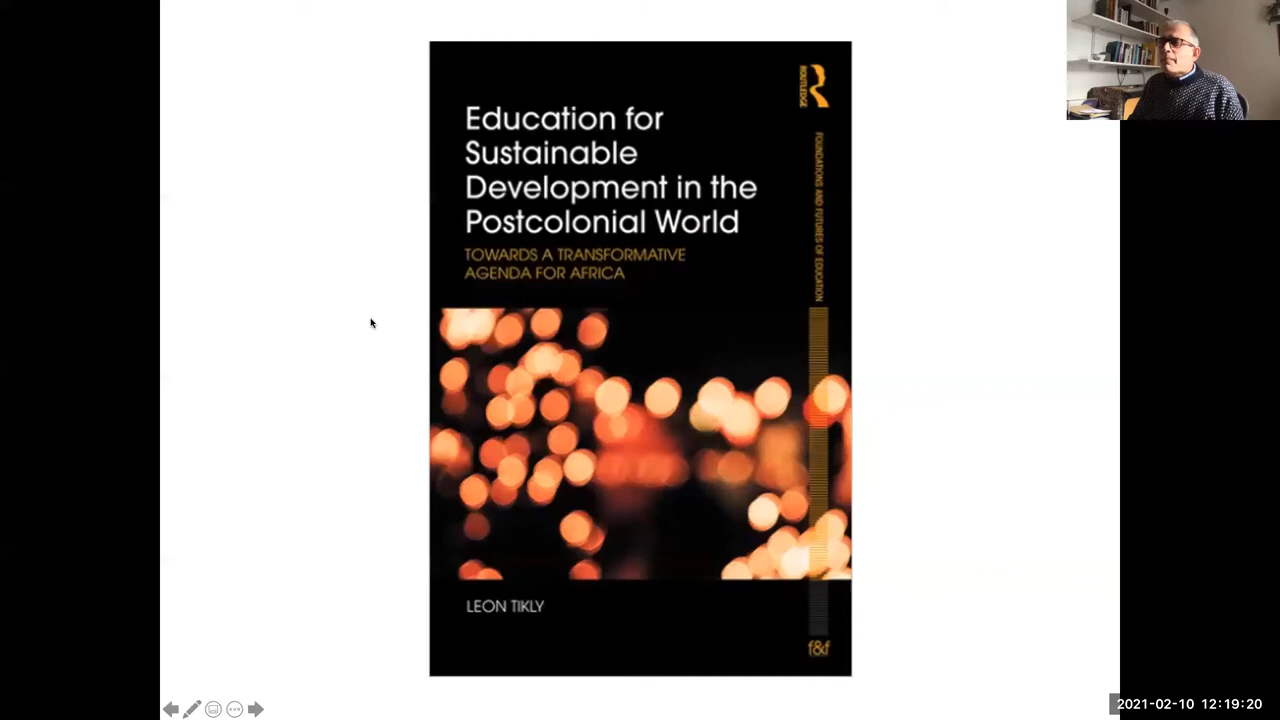 Education for
Sustainable
Development in the
Postcolonial World
TOWARDS A TRANSFORMATIVE
AGENDA FOR AFRICA
ROUTLEDGE
FOUNDATIONS AND FUTURES OF EDUCATION
LEON TIKLY
f&f
2021-02-10 12:19:20